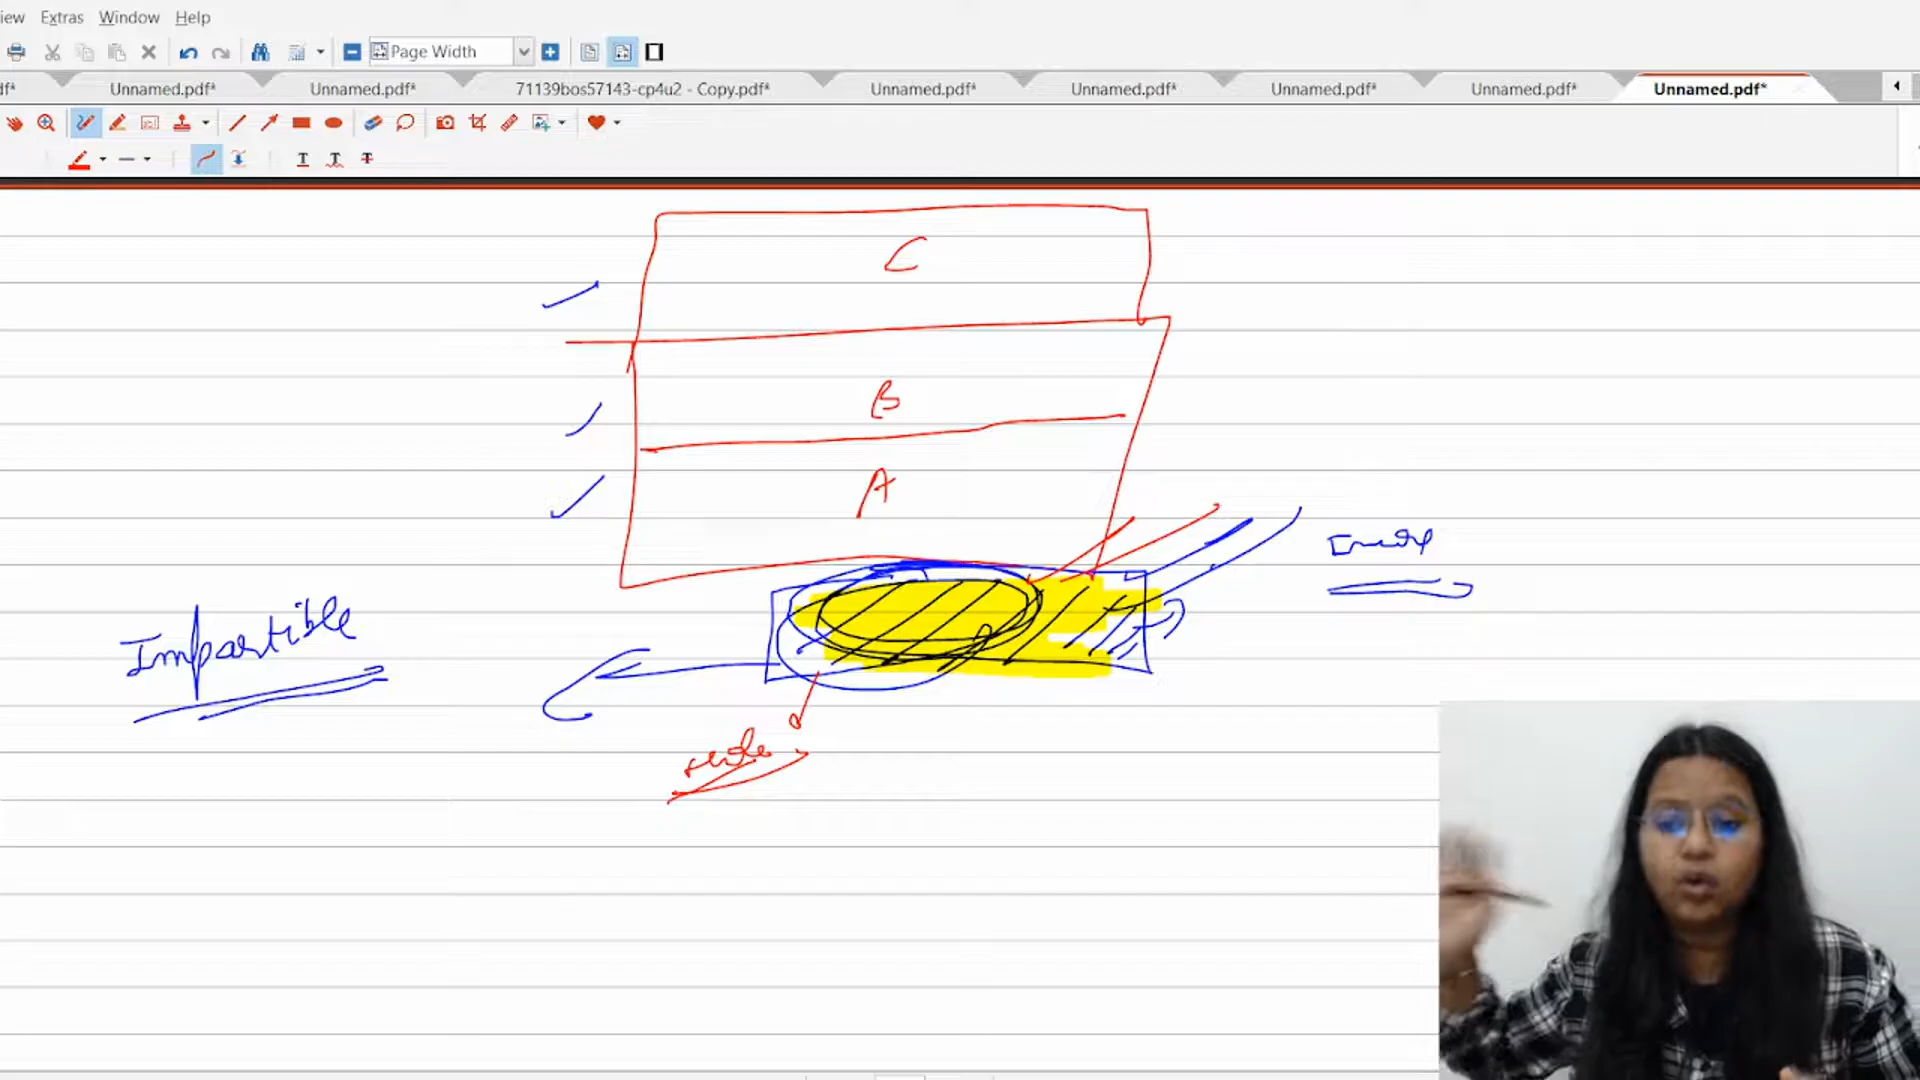 iew Extras Window Help
Page Width
df* Unnamed.pdf* Unnamed.pdf* 71139bos57143-cp4u2 - Copy.pdf* Unnamed.pdf* Unnamed.pdf* Unnamed.pdf* Unnamed.pdf* Unnamed.pdf*
T T T
C
B
A
Impartible